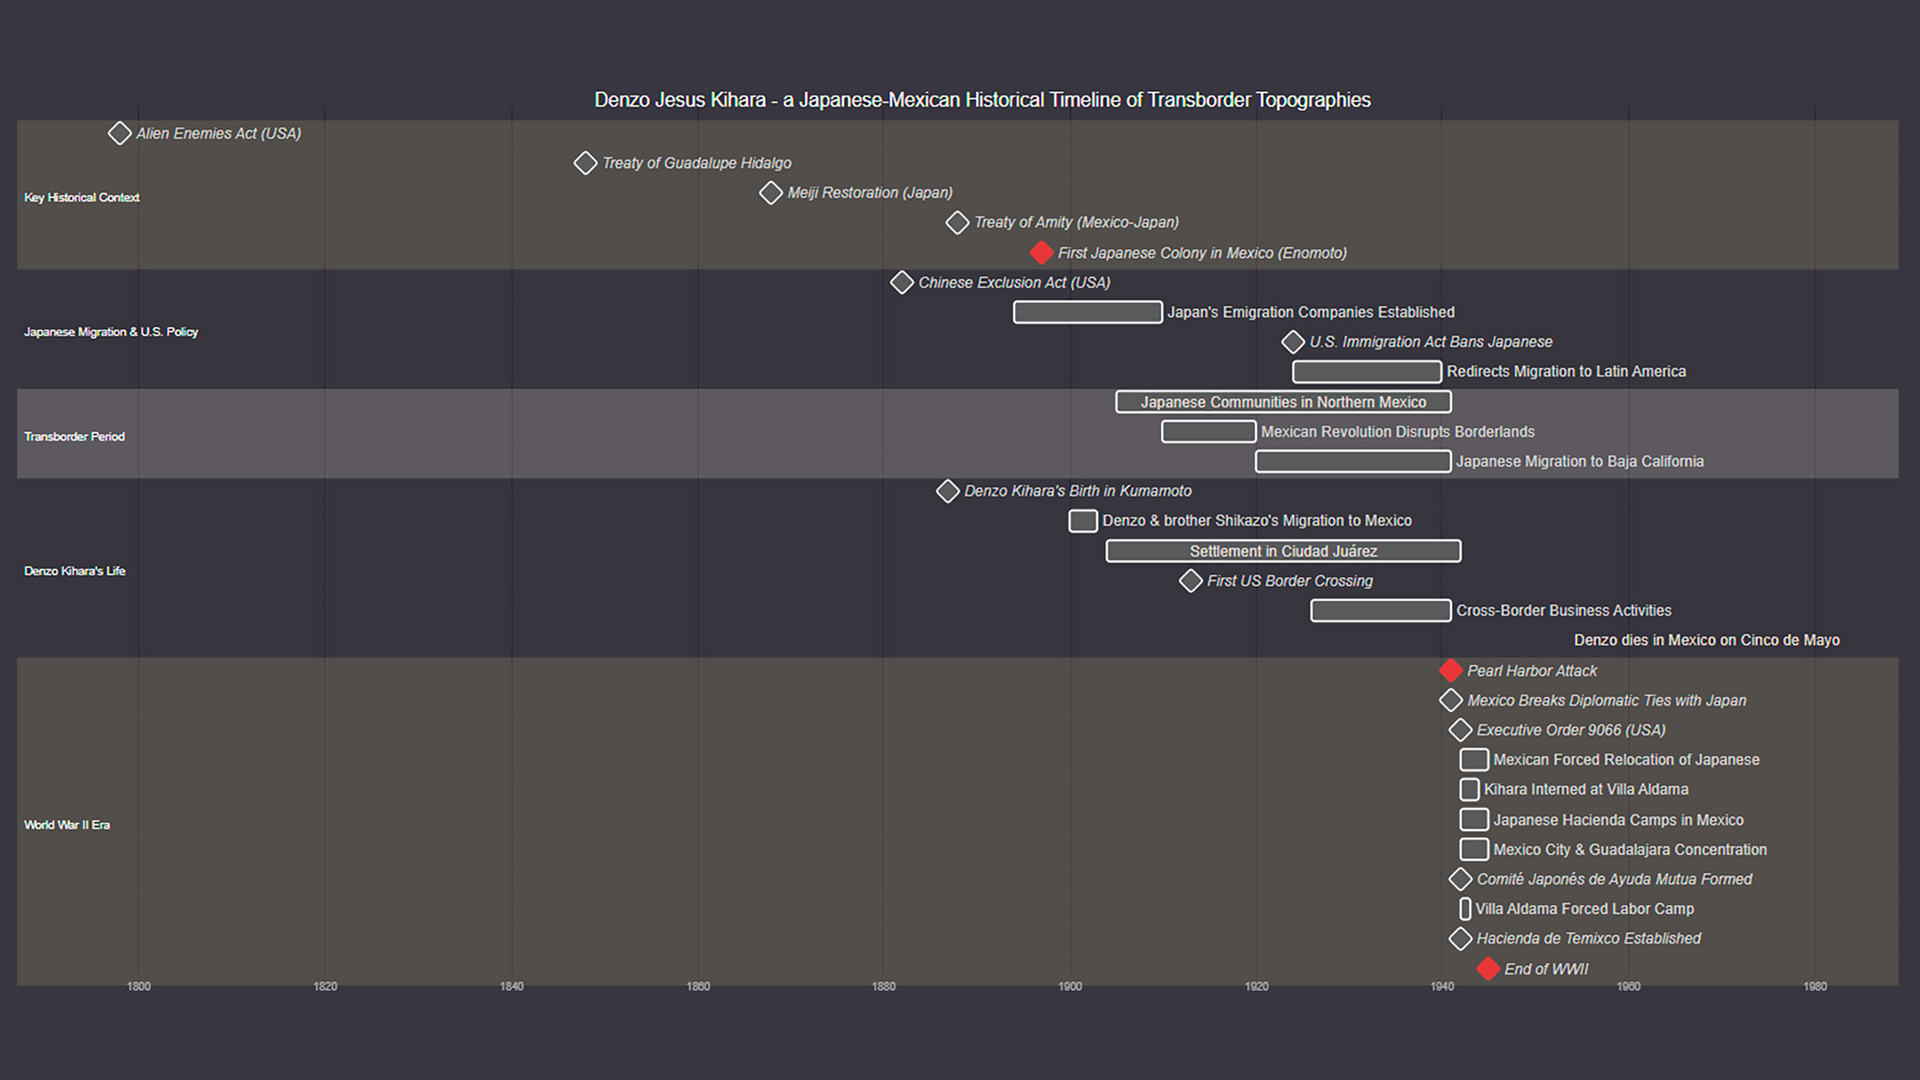 Denzo Jesus Kihara - a Japanese-Mexican Historical Timeline of Transborder Topographies
Key Historical Context
Alien Enemies Act (USA)
Treaty of Guadalupe Hidalgo
Meiji Restoration (Japan)
Treaty of Amity (Mexico-Japan)
First Japanese Colony in Mexico (Enomoto)
Japanese Migration & U.S. Policy
Chinese Exclusion Act (USA)
Japan's Emigration Companies Established
U.S. Immigration Act Bans Japanese
Redirects Migration to Latin America
Transborder Period
Japanese Communities in Northern Mexico
Mexican Revolution Disrupts Borderlands
Japanese Migration to Baja California
Denzo Kihara's Life
Denzo Kihara's Birth in Kumamoto
Denzo & brother Shikazo's Migration to Mexico
Settlement in Ciudad Juárez
First US Border Crossing
Cross-Border Business Activities
Denzo dies in Mexico on Cinco de Mayo
World War II Era
Pearl Harbor Attack
Mexico Breaks Diplomatic Ties with Japan
Executive Order 9066 (USA)
Mexican Forced Relocation of Japanese
Kihara Interned at Villa Aldama
Japanese Hacienda Camps in Mexico
Mexico City & Guadalajara Concentration
Comité Japonés de Ayuda Mutua Formed
Villa Aldama Forced Labor Camp
Hacienda de Temixco Established
End of WWII
1800 1820 1840 1860 1880 1900 1920 1940 1960 1980